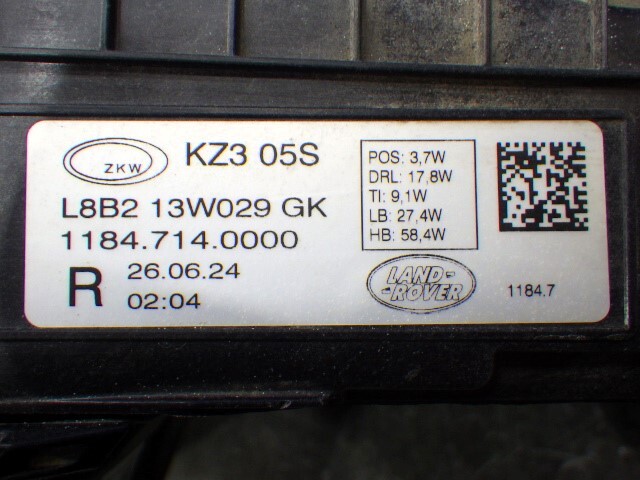 ZKW KZ3 05S
L8B2 13W029 GK
1184.714.0000
R 26.06.24
02:04
POS: 3,7W
DRL: 17,8W
TI: 9,1W
LB: 27,4W
HB: 58,4W
LAND-
-ROVER
1184.7